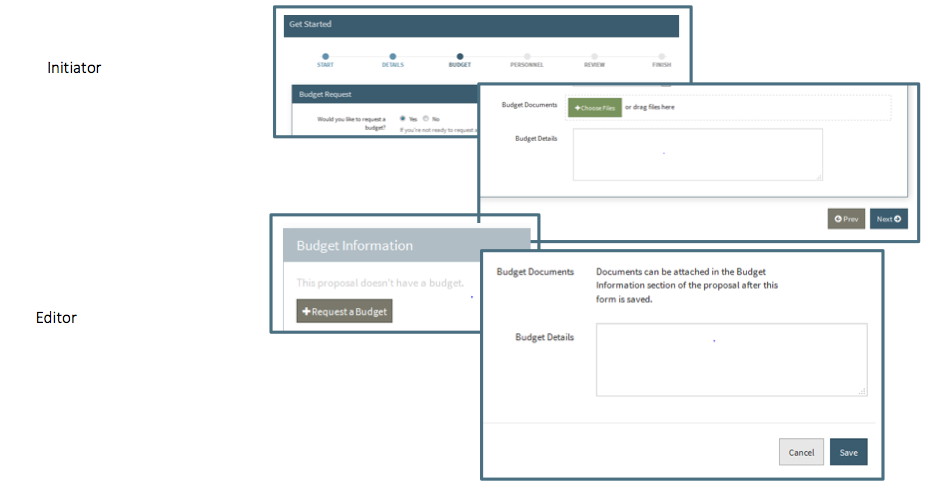 Initiator
Get Started
START DETAILS BUDGET PERSONNEL REVIEW FINISH
Budget Request
Would you like to request a
budget?
Yes No
If you're not ready to request a
Budget Documents
+Choose Files or drag files here
Budget Details
Prev Next
Editor
Budget Information
This proposal doesn't have a budget.
+Request a Budget
Budget Documents
Documents can be attached in the Budget
Information section of the proposal after this
form is saved.
Budget Details
Cancel Save